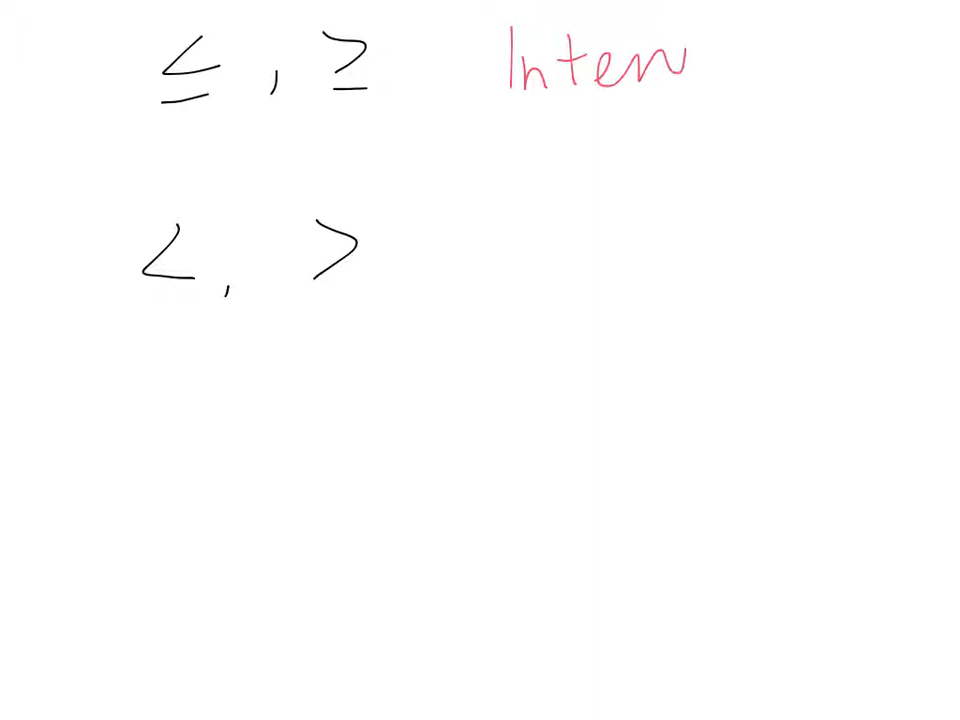 ≤ , ≥ Interv
< , >